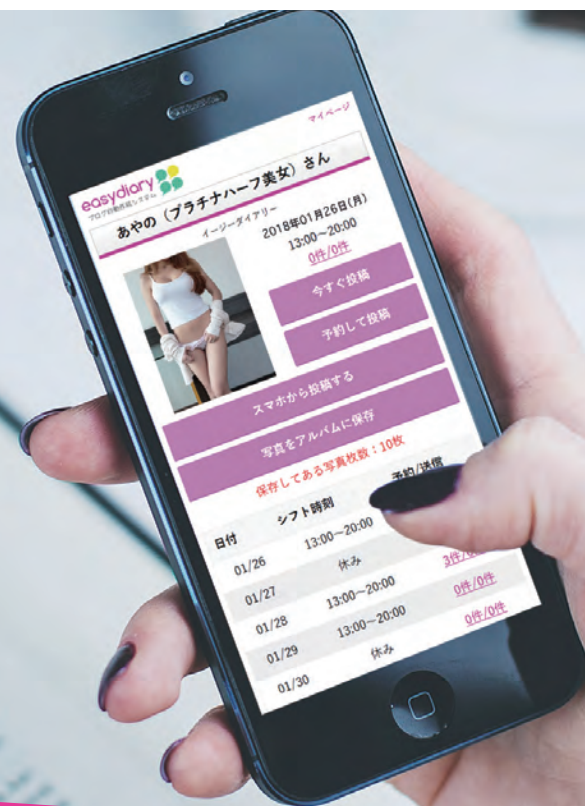 マイページ
easydiary
ブログ自動投稿システム
あやの（プラチナハーフ美女）さん
イージーダイアリー
2018年01月26日(月)
13:00~20:00
0件/0件
今すぐ投稿
予約して投稿
スマホから投稿する
写真をアルバムに保存
保存してある写真枚数：10枚
日付 シフト時刻 予約/送信
01/26 13:00~20:00
01/27 休み 3件/
01/28 13:00~20:00 0件/0件
01/29 13:00~20:00 0件/0件
01/30 休み